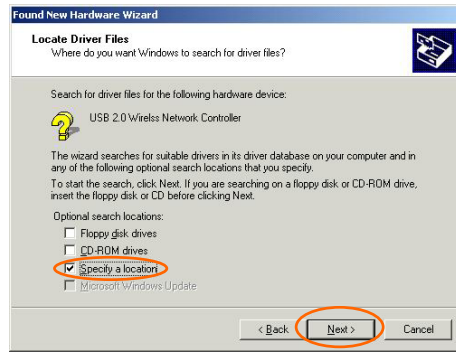 Found New Hardware Wizard
Locate Driver Files
Where do you want Windows to search for driver files?
Search for driver files for the following hardware device:
USB 2.0 Wirelss Network Controller
The wizard searches for suitable drivers in its driver database on your computer and in
any of the following optional search locations that you specify.
To start the search, click Next. If you are searching on a floppy disk or CD-ROM drive,
insert the floppy disk or CD before clicking Next.
Optional search locations:
Floppy disk drives
CD-ROM drives
Specify a location
Microsoft Windows Update
< Back Next > Cancel